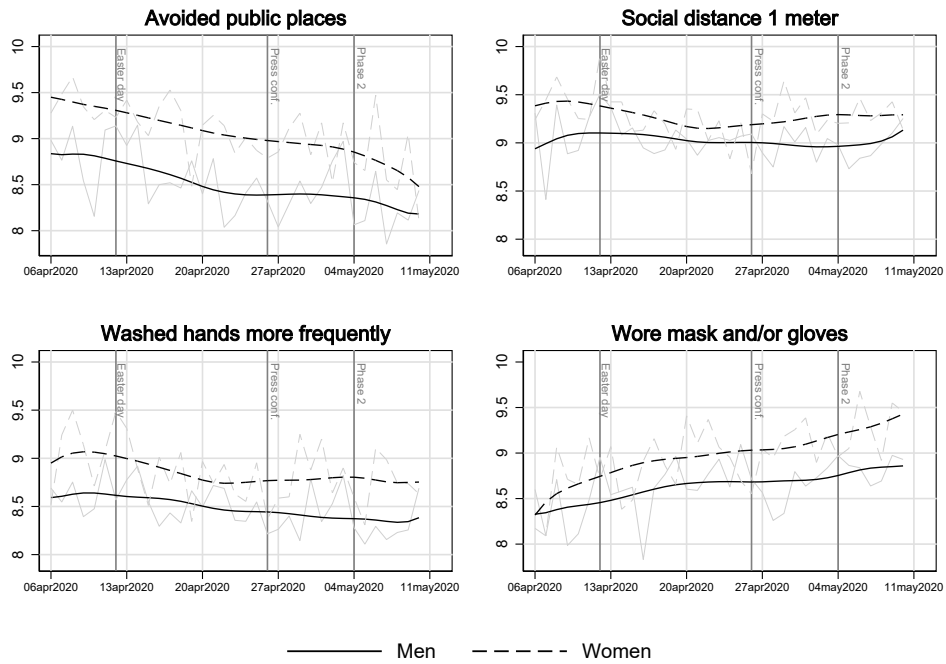 Avoided public places
10
9.5
9
8.5
8
Easter day
Press conf.
Phase 2
06apr2020 13apr2020 20apr2020 27apr2020 04may2020 11may2020
Social distance 1 meter
10
9.5
9
8.5
8
Easter day
Press conf.
Phase 2
06apr2020 13apr2020 20apr2020 27apr2020 04may2020 11may2020
Washed hands more frequently
10
9.5
9
8.5
8
Easter day
Press conf.
Phase 2
06apr2020 13apr2020 20apr2020 27apr2020 04may2020 11may2020
Wore mask and/or gloves
10
9.5
9
8.5
8
Easter day
Press conf.
Phase 2
06apr2020 13apr2020 20apr2020 27apr2020 04may2020 11may2020
Men Women